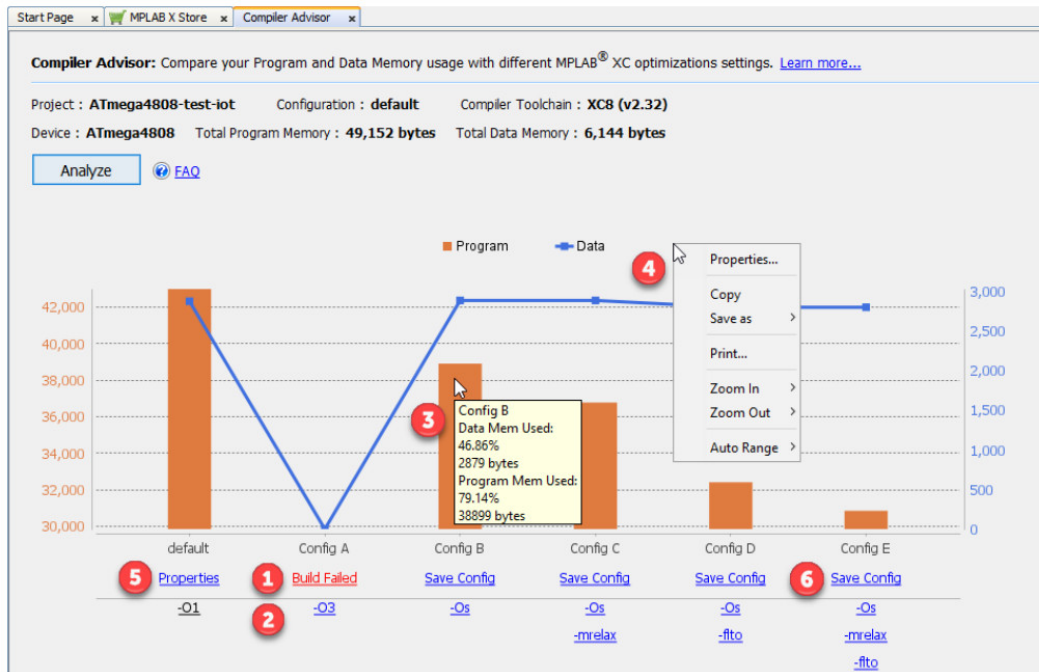 Start Page x MPLAB X Store x Compiler Advisor x
Compiler Advisor: Compare your Program and Data Memory usage with different MPLAB® XC optimizations settings. Learn more...
Project : ATmega4808-test-iot Configuration : default Compiler Toolchain : XC8 (v2.32)
Device : ATmega4808 Total Program Memory : 49,152 bytes Total Data Memory : 6,144 bytes
Analyze ? FAQ
Program Data
4
Properties...
Copy
Save as >
Print...
Zoom In >
Zoom Out >
Auto Range >
42,000
40,000
38,000
36,000
34,000
32,000
30,000
3,000
2,500
2,000
1,500
1,000
500
0
3
Config B
Data Mem Used:
46.86%
2879 bytes
Program Mem Used:
79.14%
38899 bytes
default Config A Config B Config C Config D Config E
5 Properties 1 Build Failed Save Config Save Config Save Config 6 Save Config
-O1 2 -O3 -Os -Os -Os -Os
-mrelax -flto -mrelax
-flto